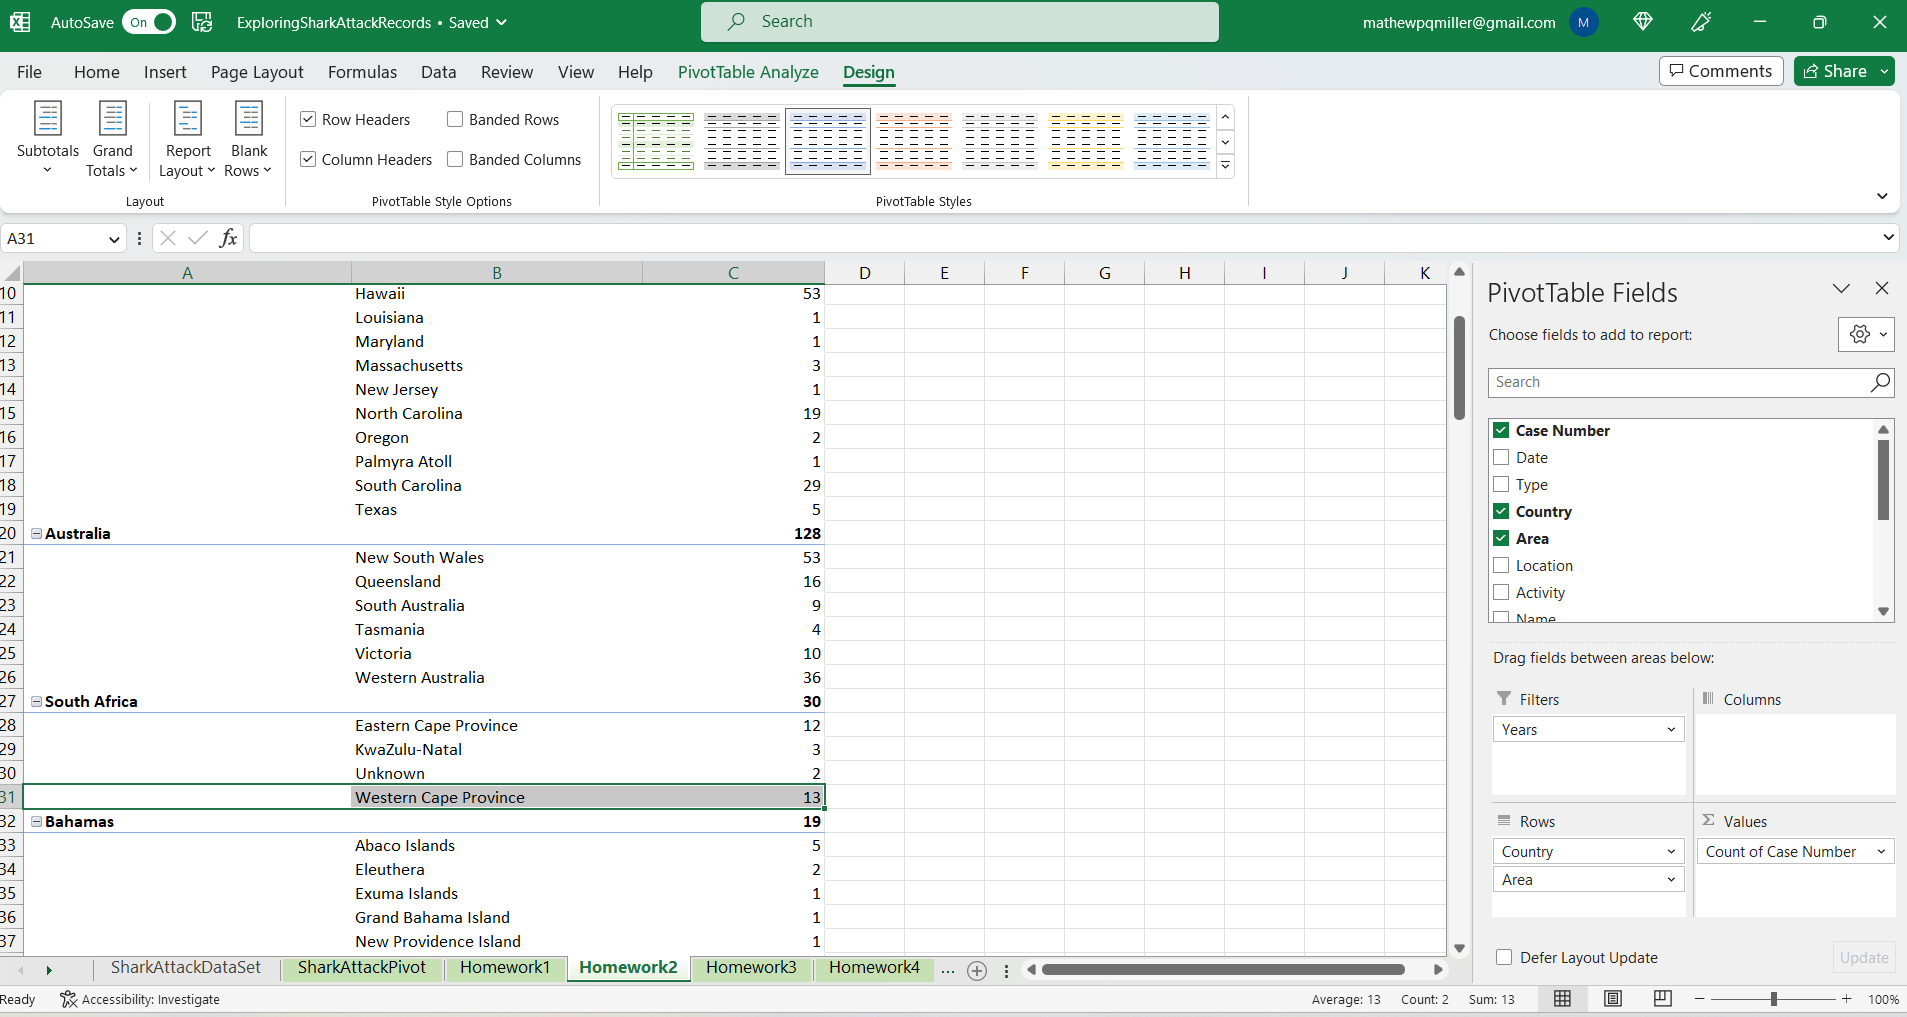 AutoSave On ExploringSharkAttackRecords • Saved Search mathewpqmiller@gmail.com M
File Home Insert Page Layout Formulas Data Review View Help PivotTable Analyze Design Comments Share
Subtotals Grand Totals Report Layout Blank Rows
Row Headers Banded Rows
Column Headers Banded Columns
Layout PivotTable Style Options PivotTable Styles
A31 fx
A B C D E F G H I J K
10 Hawaii 53
11 Louisiana 1
12 Maryland 1
13 Massachusetts 3
14 New Jersey 1
15 North Carolina 19
16 Oregon 2
17 Palmyra Atoll 1
18 South Carolina 29
19 Texas 5
20 Australia 128
21 New South Wales 53
22 Queensland 16
23 South Australia 9
24 Tasmania 4
25 Victoria 10
26 Western Australia 36
27 South Africa 30
28 Eastern Cape Province 12
29 KwaZulu-Natal 3
30 Unknown 2
31 Western Cape Province 13
32 Bahamas 19
33 Abaco Islands 5
34 Eleuthera 2
35 Exuma Islands 1
36 Grand Bahama Island 1
37 New Providence Island 1
PivotTable Fields
Choose fields to add to report:
Search
Case Number
Date
Type
Country
Area
Location
Activity
Name
Drag fields between areas below:
Filters Columns
Years
Rows Σ Values
Country Count of Case Number
Area
Defer Layout Update Update
SharkAttackDataSet SharkAttackPivot Homework1 Homework2 Homework3 Homework4 ...
Ready Accessibility: Investigate Average: 13 Count: 2 Sum: 13 100%